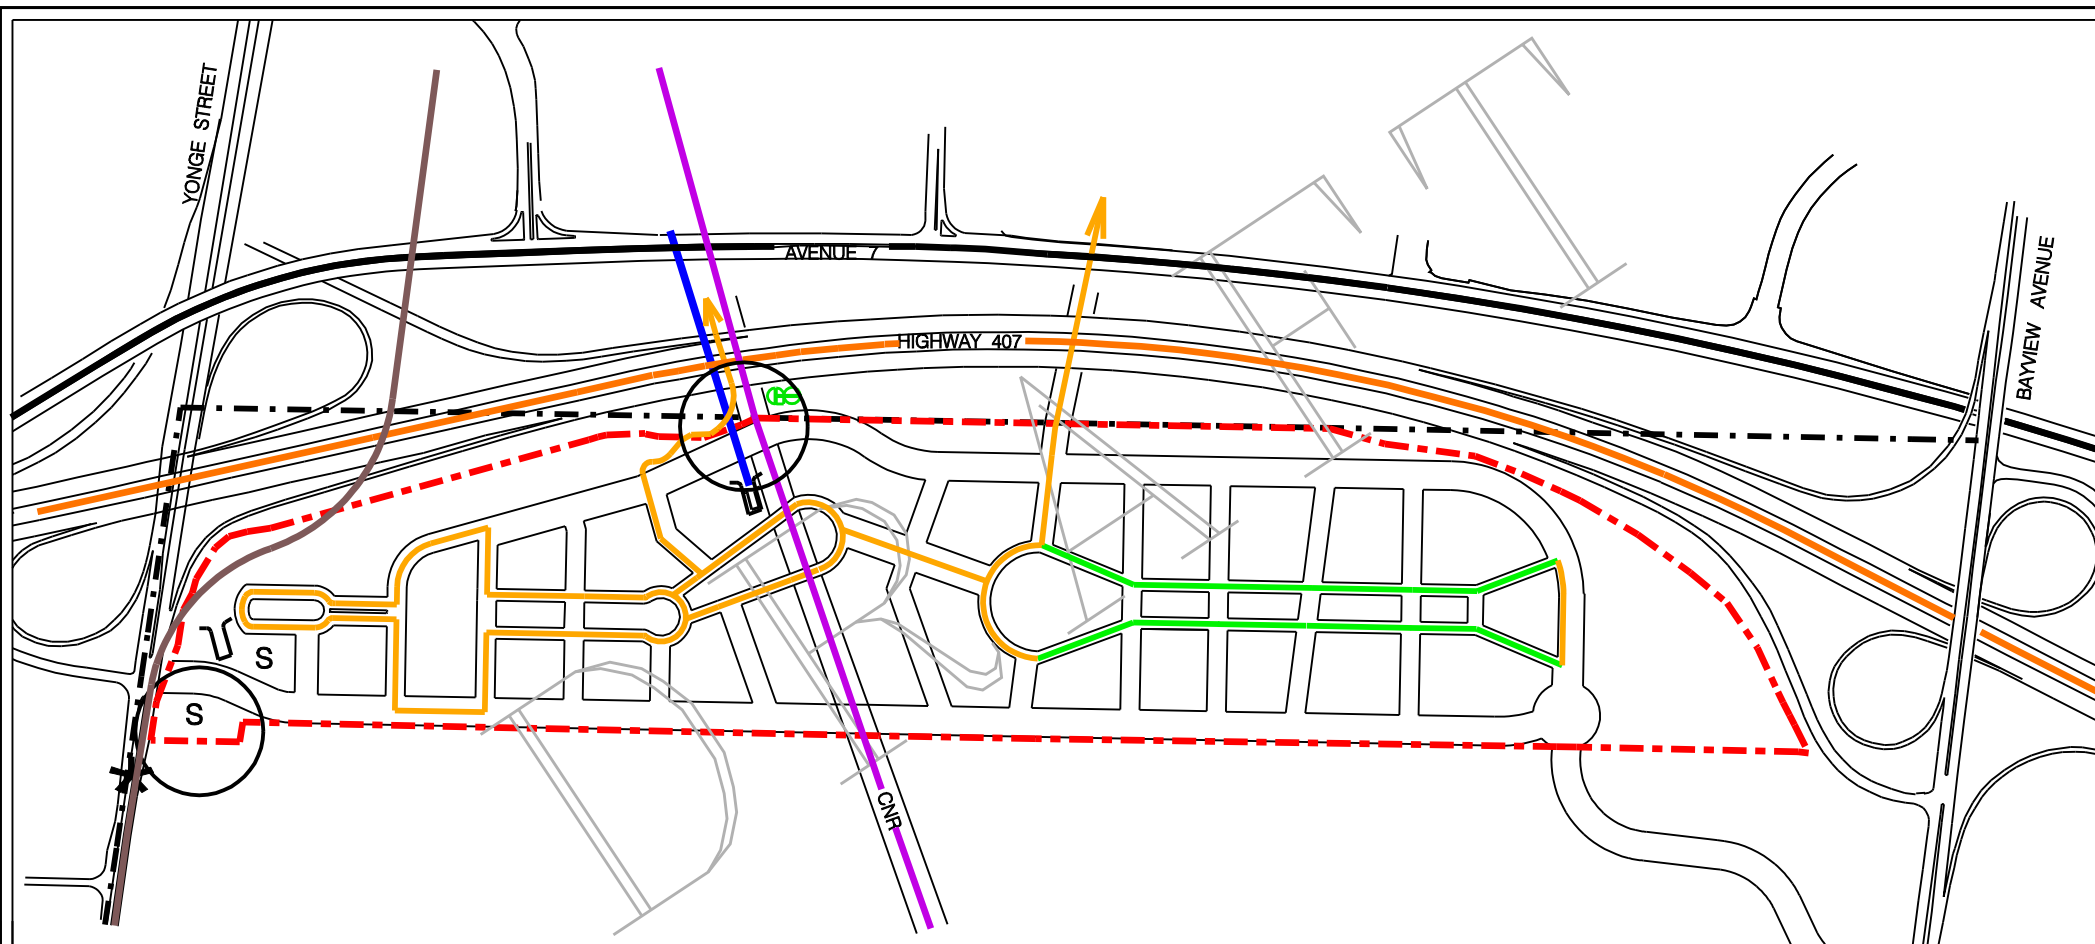 YONGE STREET
AVENUE 7
HIGHWAY 407
BAYVIEW AVENUE
S
S
CNR
DRAFT